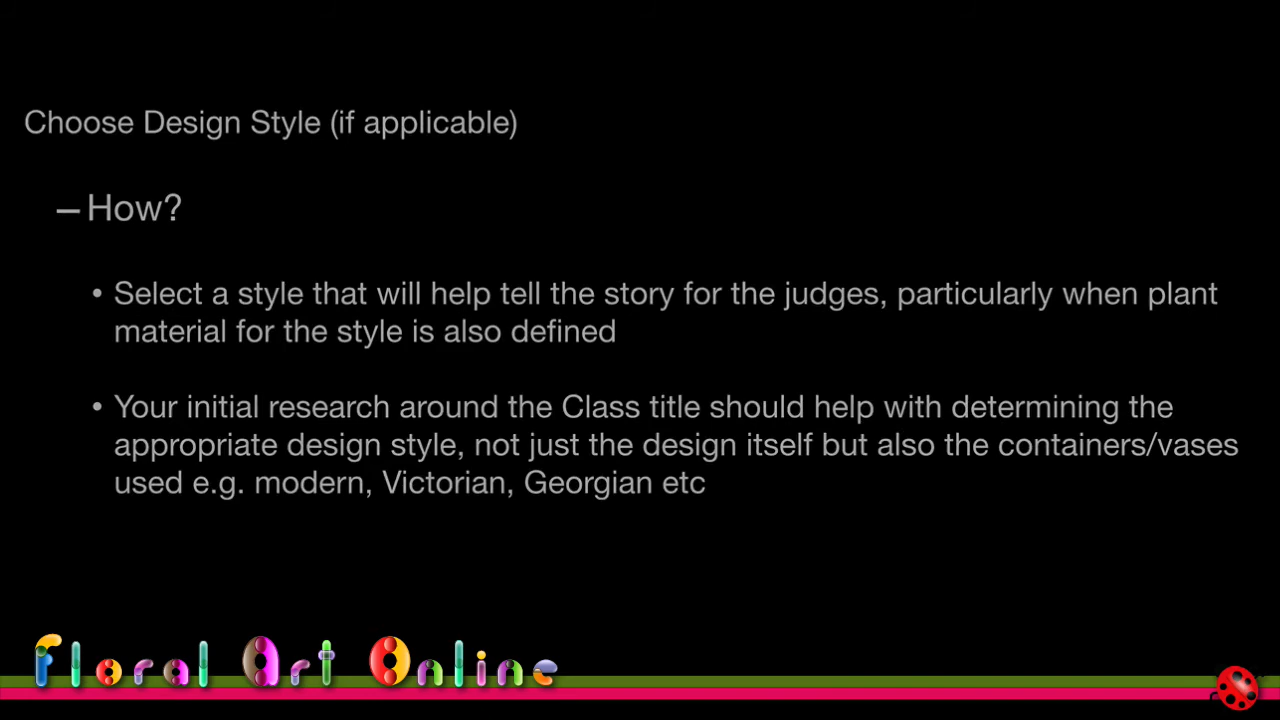 Choose Design Style (if applicable)
– How?
• Select a style that will help tell the story for the judges, particularly when plant
material for the style is also defined
• Your initial research around the Class title should help with determining the
appropriate design style, not just the design itself but also the containers/vases
used e.g. modern, Victorian, Georgian etc
Floral Art Online